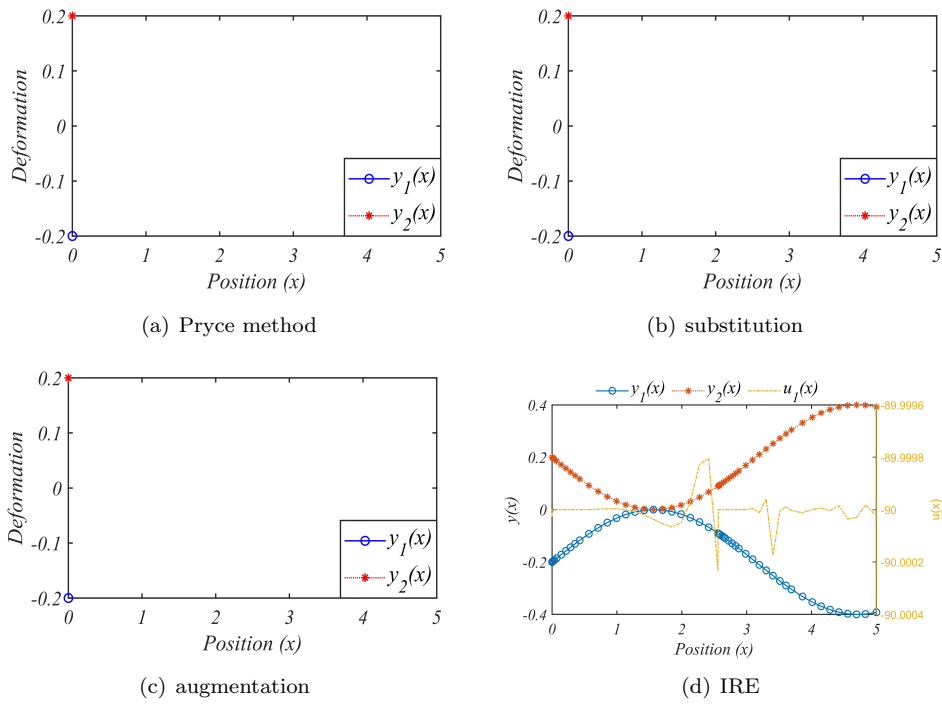 0.2
0.1
0
-0.1
-0.2
Deformation
0 1 2 3 4 5
Position (x)
y1(x)
y2(x)
(a) Pryce method
0.2
0.1
0
-0.1
-0.2
Deformation
0 1 2 3 4 5
Position (x)
y1(x)
y2(x)
(b) substitution
0.2
0.1
0
-0.1
-0.2
Deformation
0 1 2 3 4 5
Position (x)
y1(x)
y2(x)
(c) augmentation
y1(x) y2(x) u1(x)
0.4
0.2
0
-0.2
-0.4
y(x)
-89.9996
-89.9998
-90
-90.0002
-90.0004
u(x)
0 1 2 3 4 5
Position (x)
(d) IRE